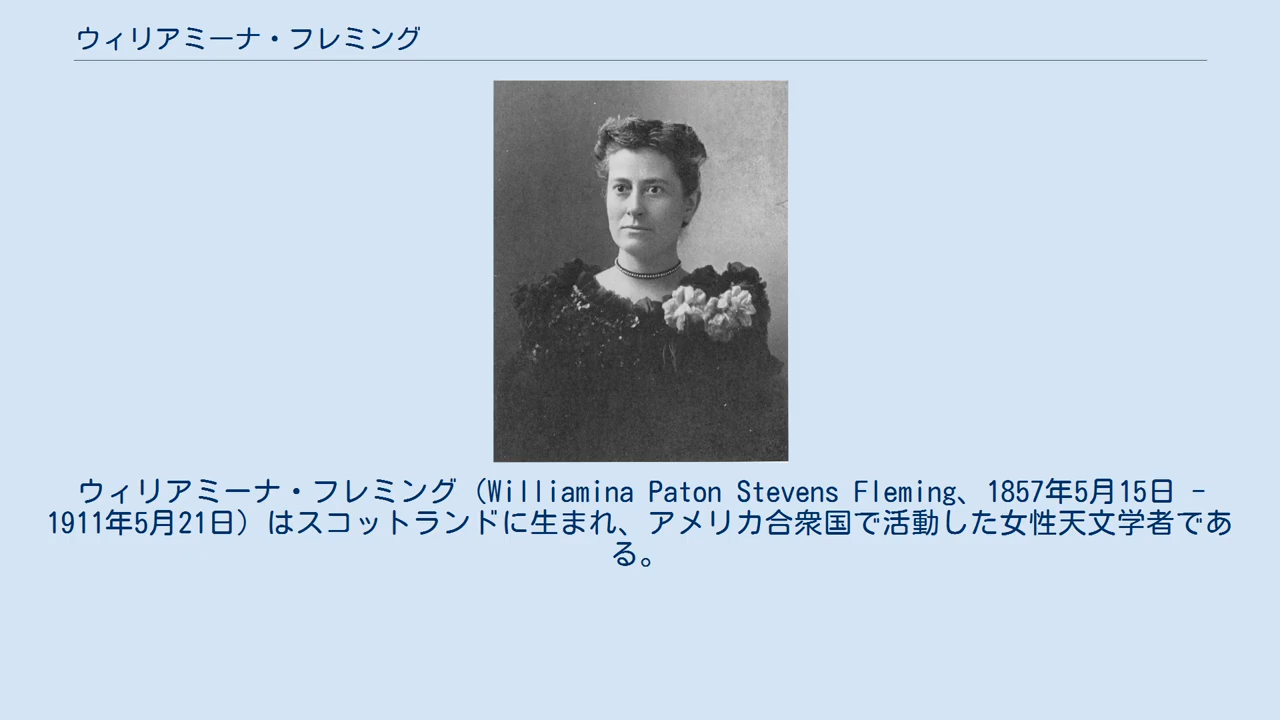 ウィリアミーナ・フレミング
ウィリアミーナ・フレミング（Williamina Paton Stevens Fleming、1857年5月15日 –
1911年5月21日）はスコットランドに生まれ、アメリカ合衆国で活動した女性天文学者であ
る。